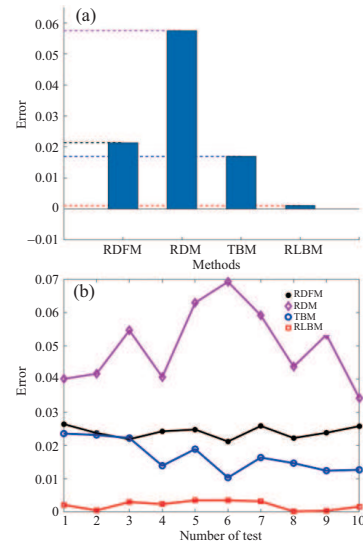 (a)
0.06
0.05
0.04
0.03
0.02
0.01
0
–0.01
Error
RDFM RDM TBM RLBM
Methods
(b)
0.07
0.06
0.05
0.04
0.03
0.02
0.01
0
Error
RDFM
RDM
TBM
RLBM
1 2 3 4 5 6 7 8 9 10
Number of test